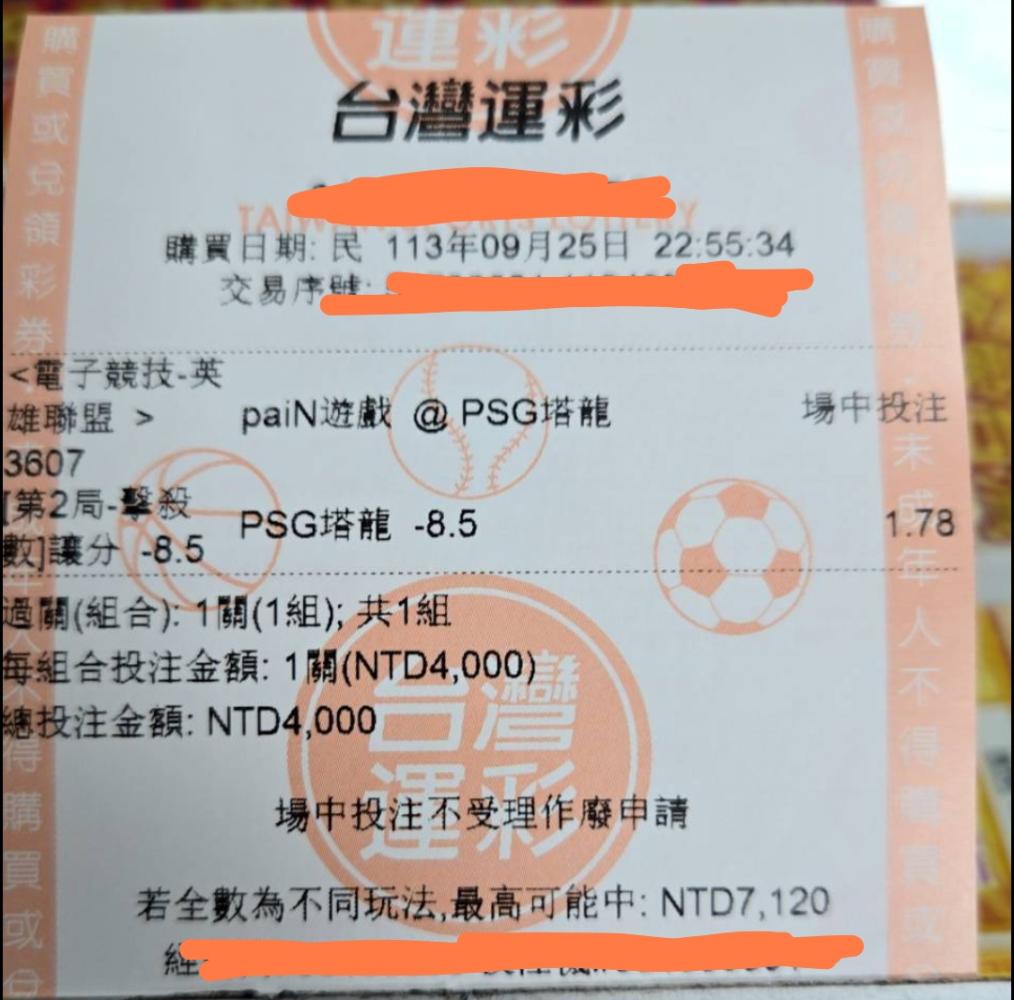 運彩
台灣運彩
購買日期: 民 113年09月25日 22:55:34
交易序號:
<電子競技-英
雄聯盟 > paiN遊戲 @ PSG塔龍 場中投注
3607
[第2局-擊殺
數]讓分 -8.5 PSG塔龍 -8.5 1.78
過關(組合): 1關(1組); 共1組
每組合投注金額: 1關(NTD4,000)
總投注金額: NTD4,000
台灣
運彩
場中投注不受理作廢申請
若全數為不同玩法,最高可能中: NTD7,120
經
購買或兌領彩券
未成年人不得購買或